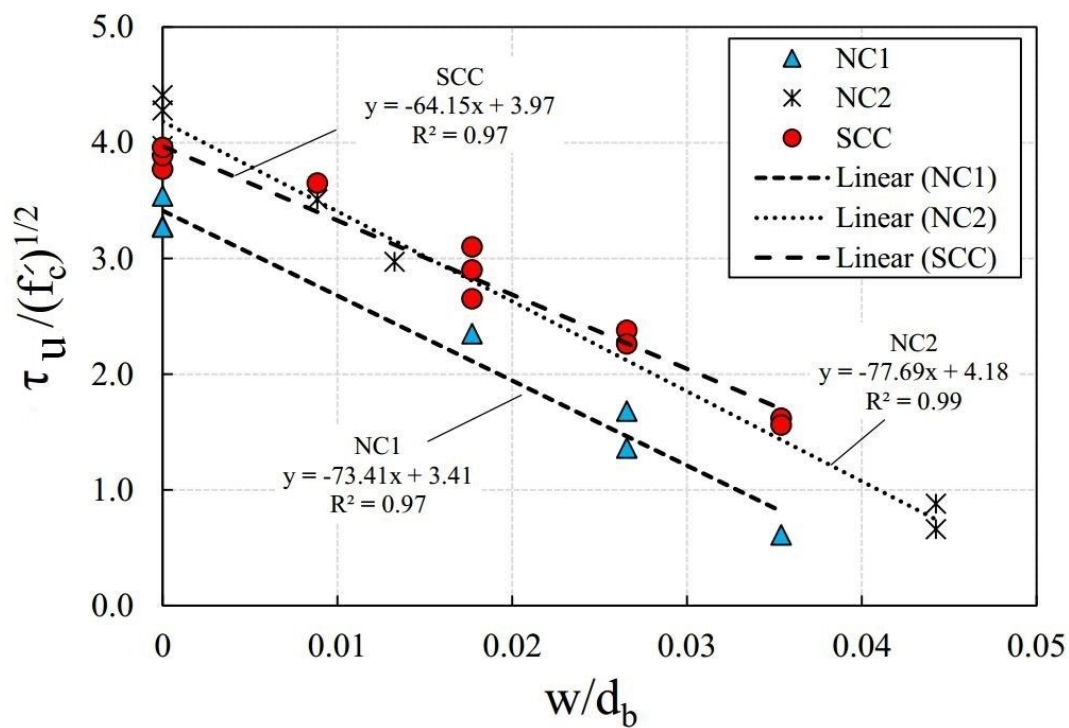 5.0
4.0
3.0
2.0
1.0
0.0
τu/(f´c)1/2
SCC
y = -64.15x + 3.97
R² = 0.97
NC1
NC2
SCC
Linear (NC1)
Linear (NC2)
Linear (SCC)
NC2
y = -77.69x + 4.18
R² = 0.99
NC1
y = -73.41x + 3.41
R² = 0.97
0 0.01 0.02 0.03 0.04 0.05
w/db